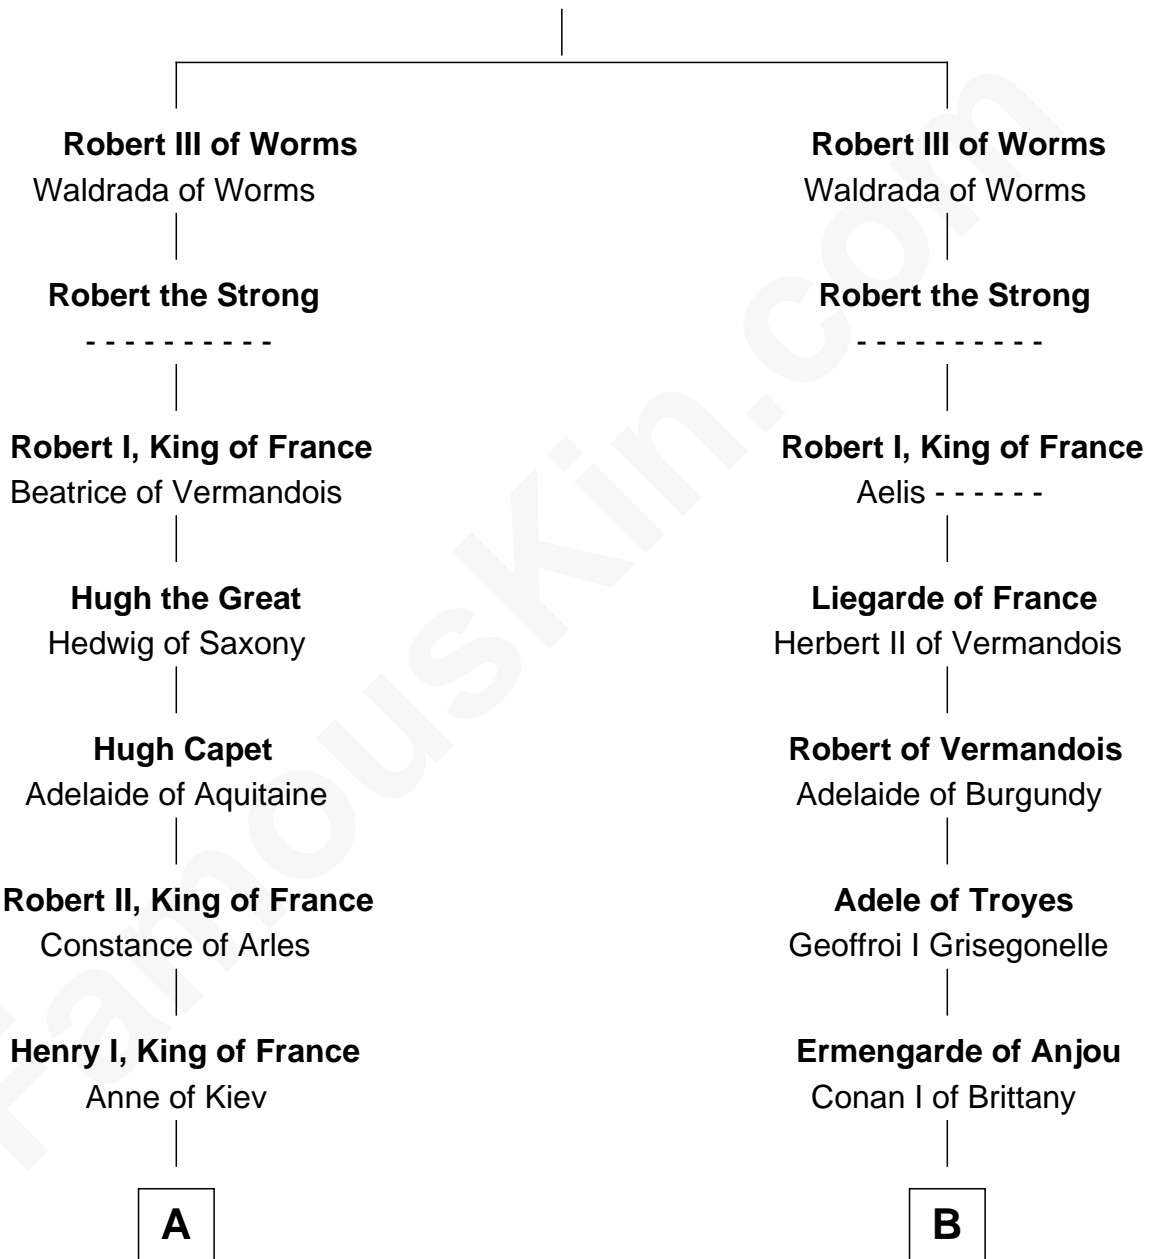 Robert III of Worms
Waldrada of Worms
Robert the Strong
- - - - - - - - - -
Robert I, King of France
Beatrice of Vermandois
Hugh the Great
Hedwig of Saxony
Hugh Capet
Adelaide of Aquitaine
Robert II, King of France
Constance of Arles
Henry I, King of France
Anne of Kiev
A
Robert III of Worms
Waldrada of Worms
Robert the Strong
- - - - - - - - - -
Robert I, King of France
Aelis - - - - - -
Liegarde of France
Herbert II of Vermandois
Robert of Vermandois
Adelaide of Burgundy
Adele of Troyes
Geoffroi I Grisegonelle
Ermengarde of Anjou
Conan I of Brittany
B
FamousKin.com